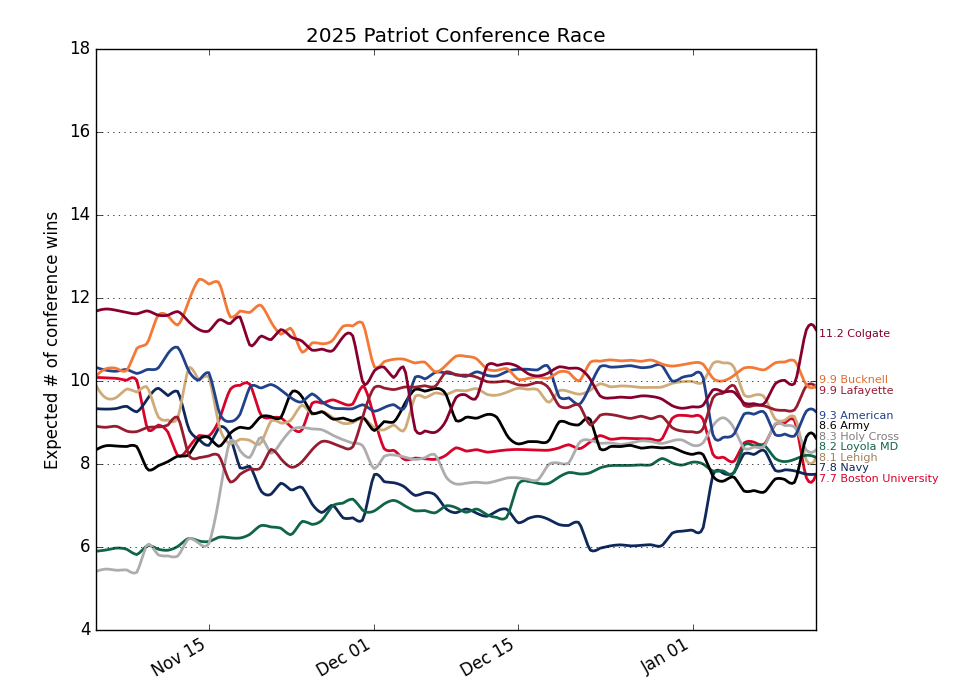 2025 Patriot Conference Race
Expected # of conference wins
18
16
14
12
10
8
6
4
Nov 15
Dec 01
Dec 15
Jan 01
11.2 Colgate
9.9 Bucknell
9.9 Lafayette
9.3 American
8.6 Army
8.3 Holy Cross
8.2 Loyola MD
8.1 Lehigh
7.8 Navy
7.7 Boston University